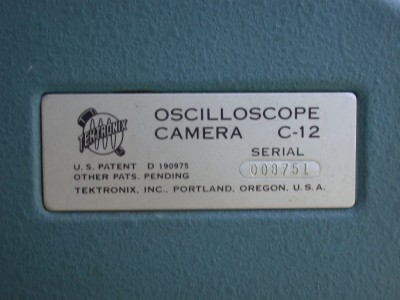 TEKTRONIX
OSCILLOSCOPE
CAMERA C-12
SERIAL
U.S. PATENT D 190975
OTHER PATS. PENDING
TEKTRONIX, INC., PORTLAND, OREGON, U.S.A.